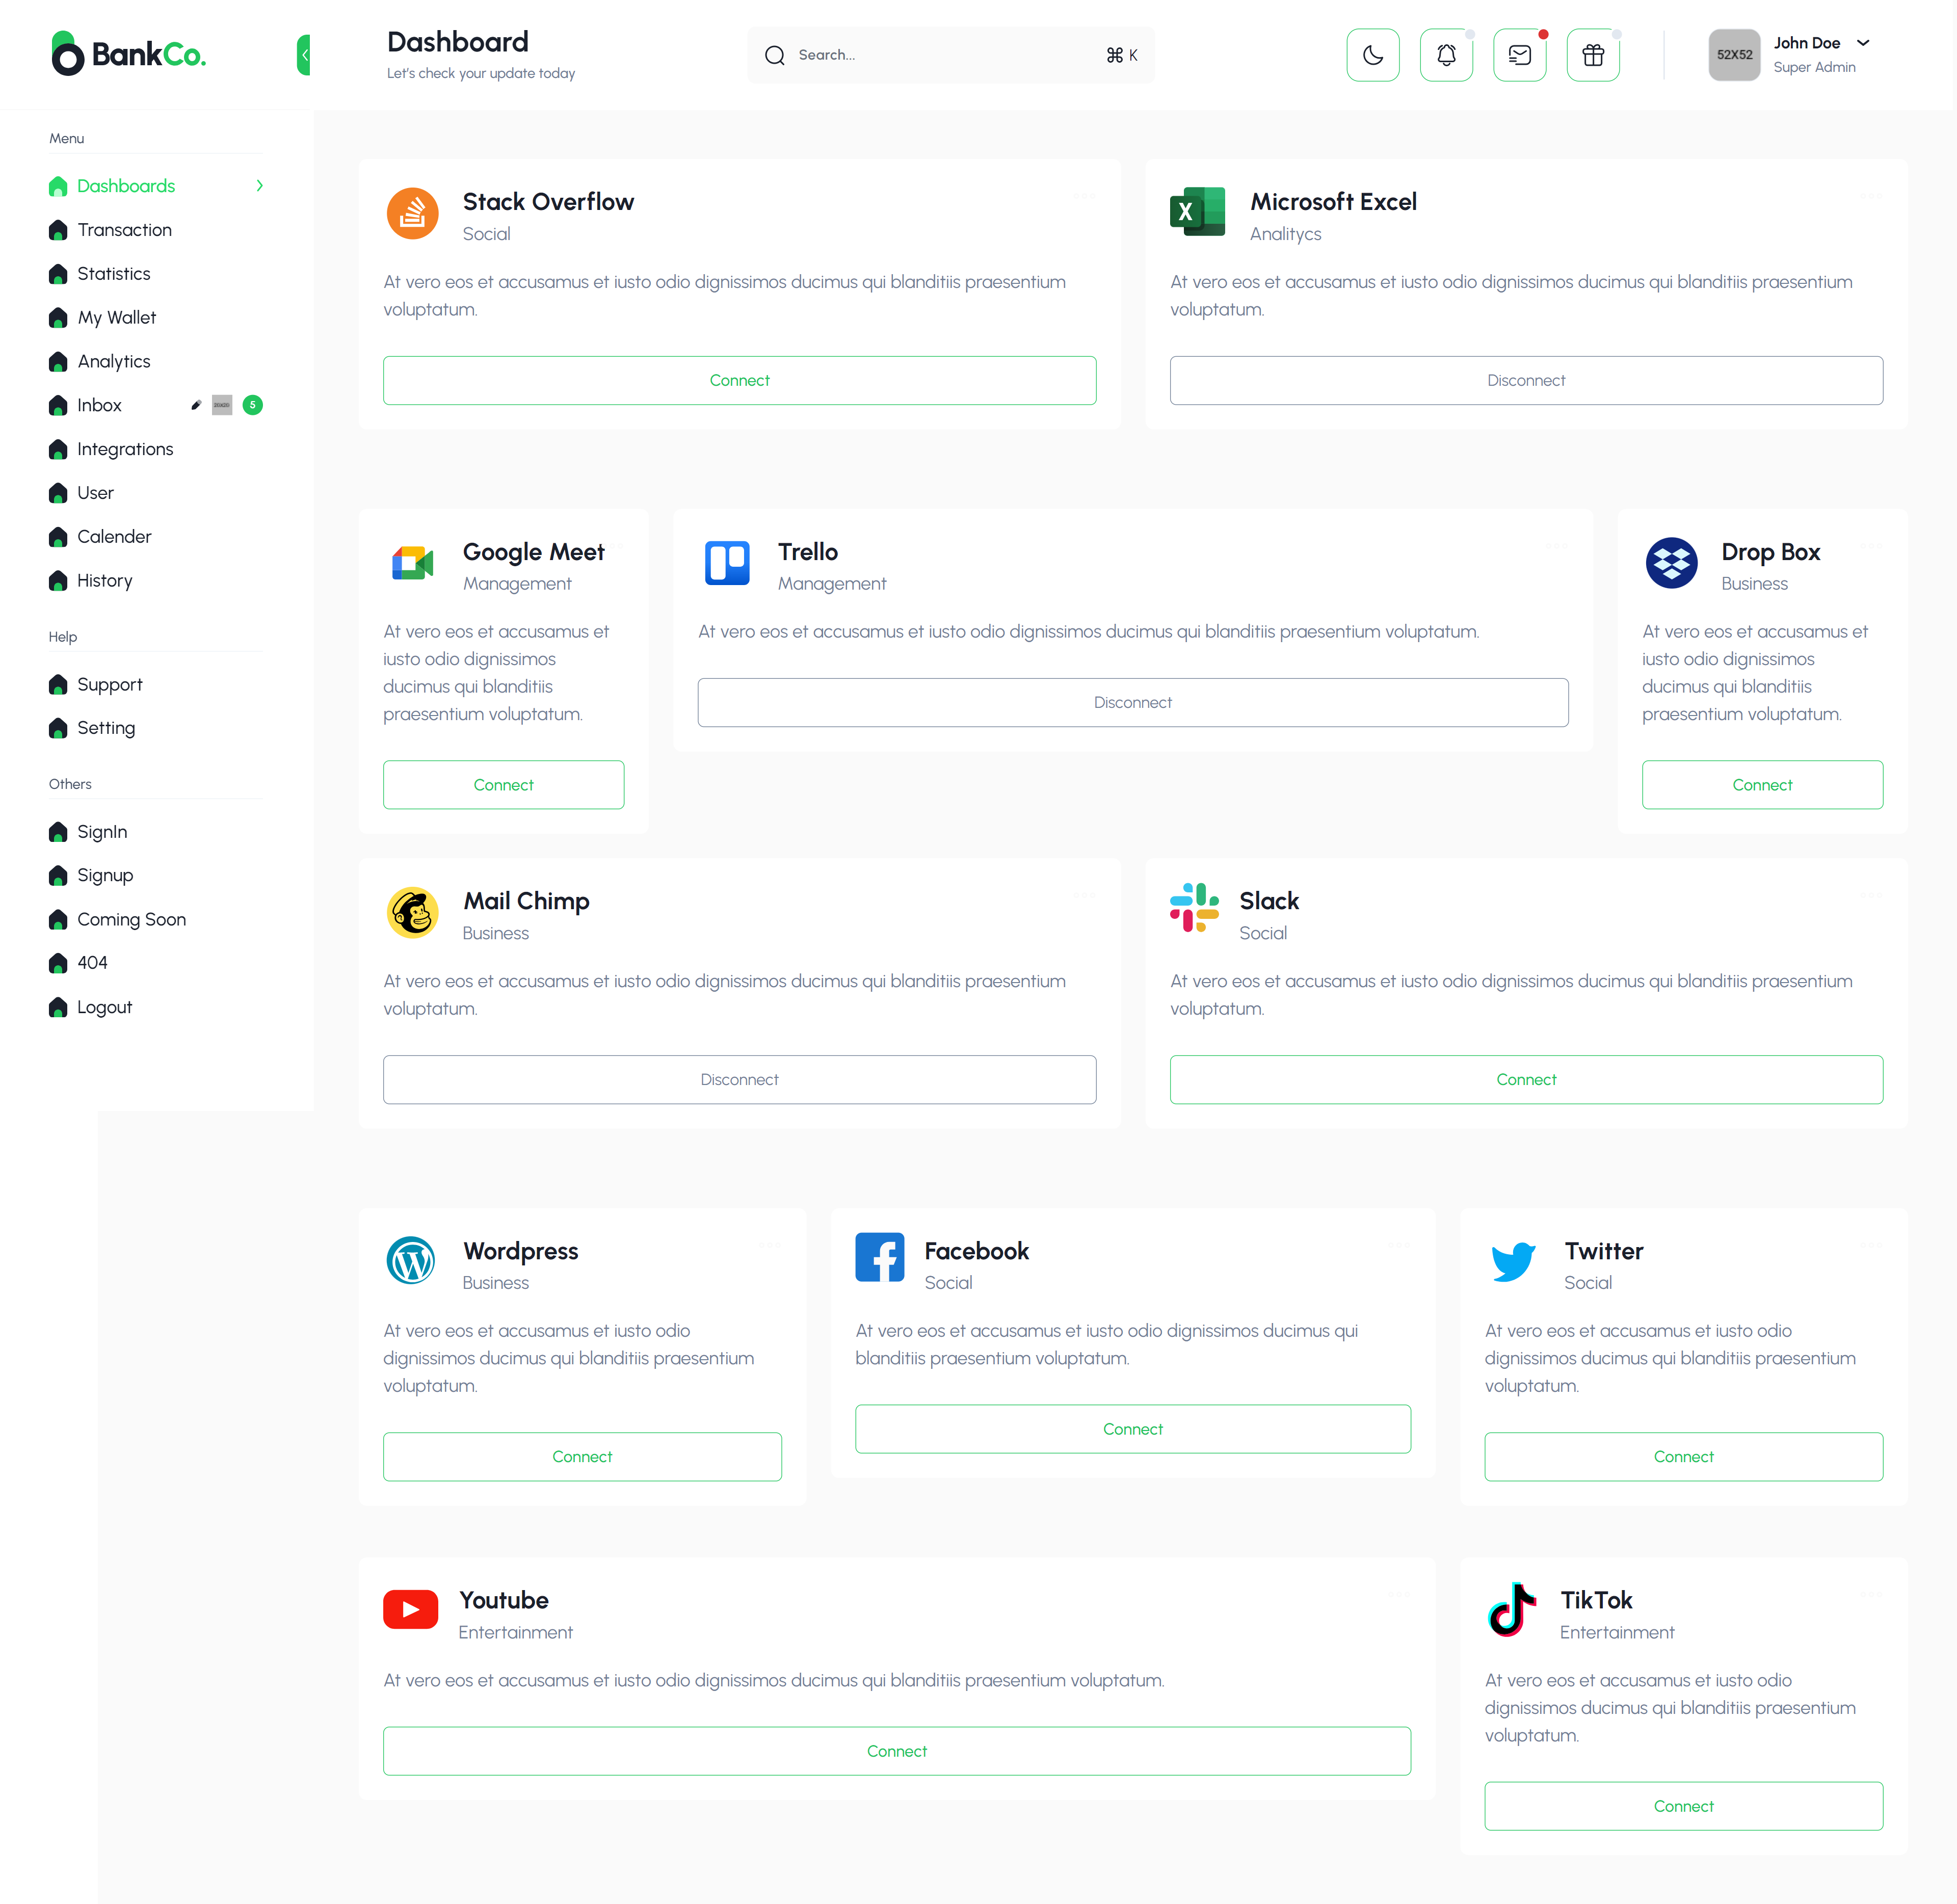 BankCo.
Dashboard
Let's check your update today
Search...
⌘ K
52X52
John Doe
Super Admin
Menu
Dashboards
Transaction
Statistics
My Wallet
Analytics
Inbox
20X20
5
Integrations
User
Calender
History
Help
Support
Setting
Others
SignIn
Signup
Coming Soon
404
Logout
Stack Overflow
Social
At vero eos et accusamus et iusto odio dignissimos ducimus qui blanditiis praesentium
voluptatum.
Connect
Microsoft Excel
Analitycs
At vero eos et accusamus et iusto odio dignissimos ducimus qui blanditiis praesentium
voluptatum.
Disconnect
Google Meet
Management
At vero eos et accusamus et
iusto odio dignissimos
ducimus qui blanditiis
praesentium voluptatum.
Connect
Trello
Management
At vero eos et accusamus et iusto odio dignissimos ducimus qui blanditiis praesentium voluptatum.
Disconnect
Drop Box
Business
At vero eos et accusamus et
iusto odio dignissimos
ducimus qui blanditiis
praesentium voluptatum.
Connect
Mail Chimp
Business
At vero eos et accusamus et iusto odio dignissimos ducimus qui blanditiis praesentium
voluptatum.
Disconnect
Slack
Social
At vero eos et accusamus et iusto odio dignissimos ducimus qui blanditiis praesentium
voluptatum.
Connect
Wordpress
Business
At vero eos et accusamus et iusto odio
dignissimos ducimus qui blanditiis praesentium
voluptatum.
Connect
Facebook
Social
At vero eos et accusamus et iusto odio dignissimos ducimus qui
blanditiis praesentium voluptatum.
Connect
Twitter
Social
At vero eos et accusamus et iusto odio
dignissimos ducimus qui blanditiis praesentium
voluptatum.
Connect
Youtube
Entertainment
At vero eos et accusamus et iusto odio dignissimos ducimus qui blanditiis praesentium voluptatum.
Connect
TikTok
Entertainment
At vero eos et accusamus et iusto odio
dignissimos ducimus qui blanditiis praesentium
voluptatum.
Connect